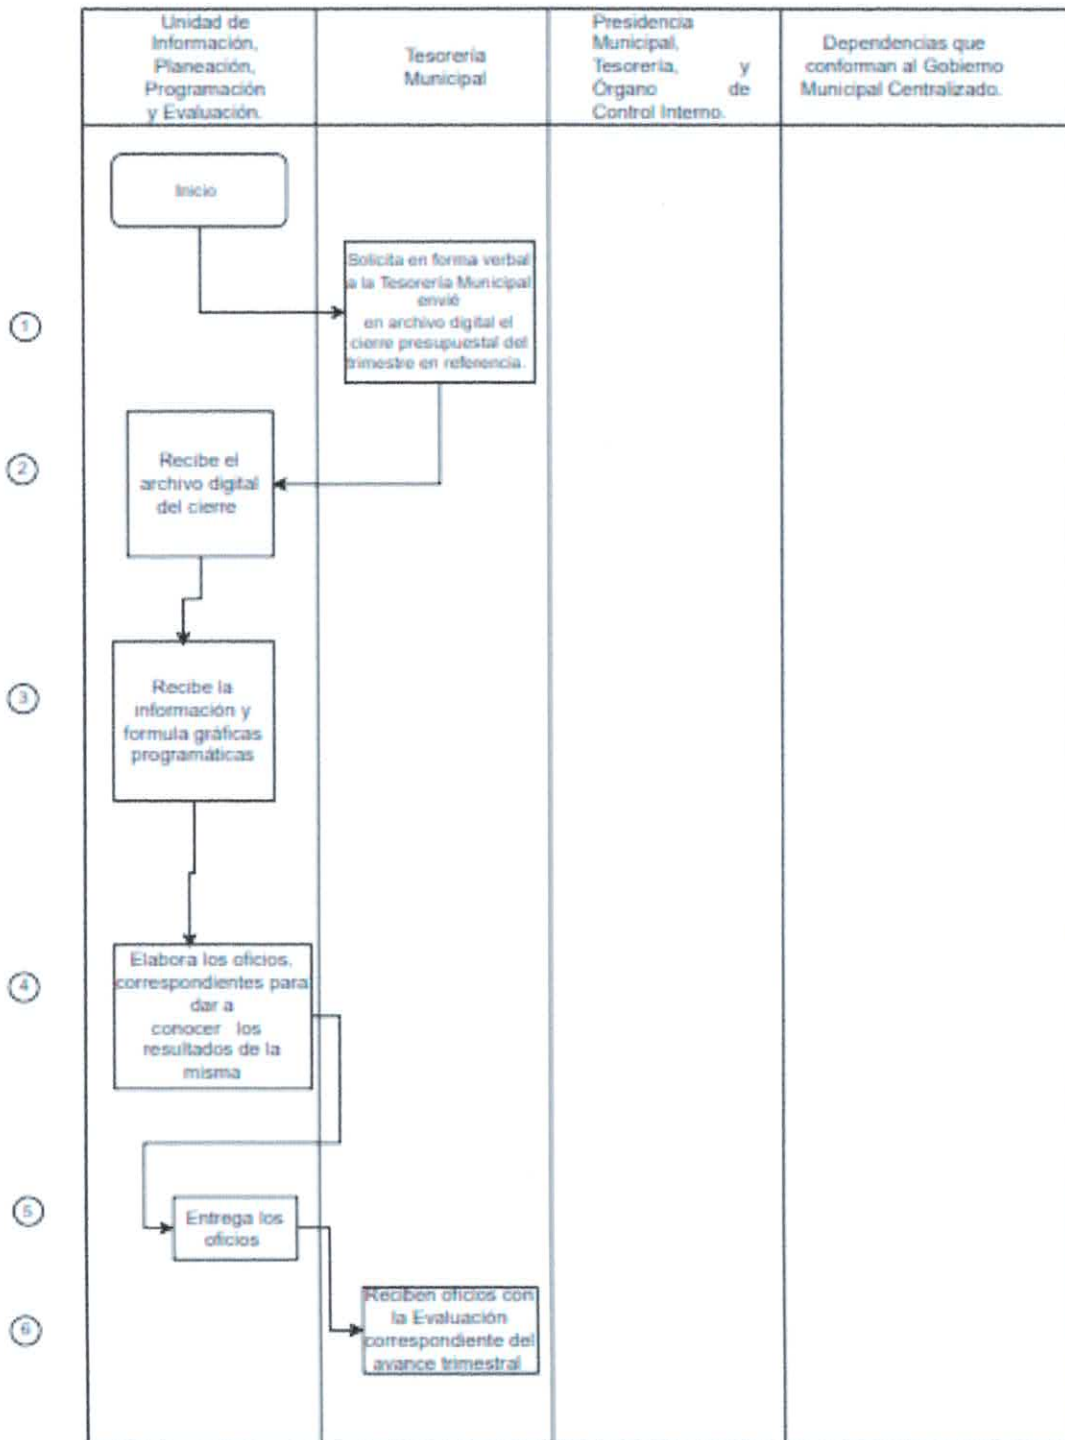 Unidad de
Información,
Planeación,
Programación
y Evaluación.
Tesorería
Municipal
Presidencia
Municipal,
Tesorería, y
Órgano de
Control Interno.
Dependencias que
conforman al Gobierno
Municipal Centralizado.
Inicio
1
Solicita en forma verbal
a la Tesorería Municipal
envié
en archivo digital el
cierre presupuestal del
trimestre en referencia.
2
Recibe el
archivo digital
del cierre
3
Recibe la
información y
formula gráficas
programáticas
4
Elabora los oficios,
correspondientes para
dar a
conocer los
resultados de la
misma
5
Entrega los
oficios
6
Reciben oficios con
la Evaluación
correspondiente del
avance trimestral